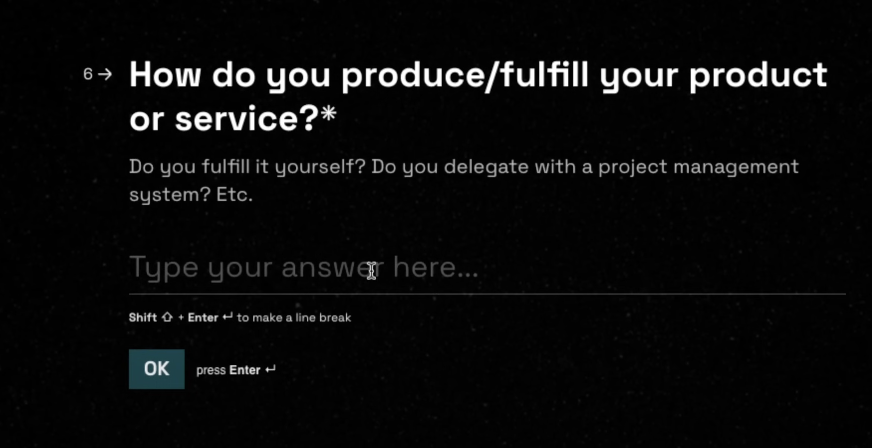 6→ How do you produce/fulfill your product
or service?*
Do you fulfill it yourself? Do you delegate with a project management
system? Etc.
Type your answer here...
Shift ⇧ + Enter ↵ to make a line break
OK press Enter ↵